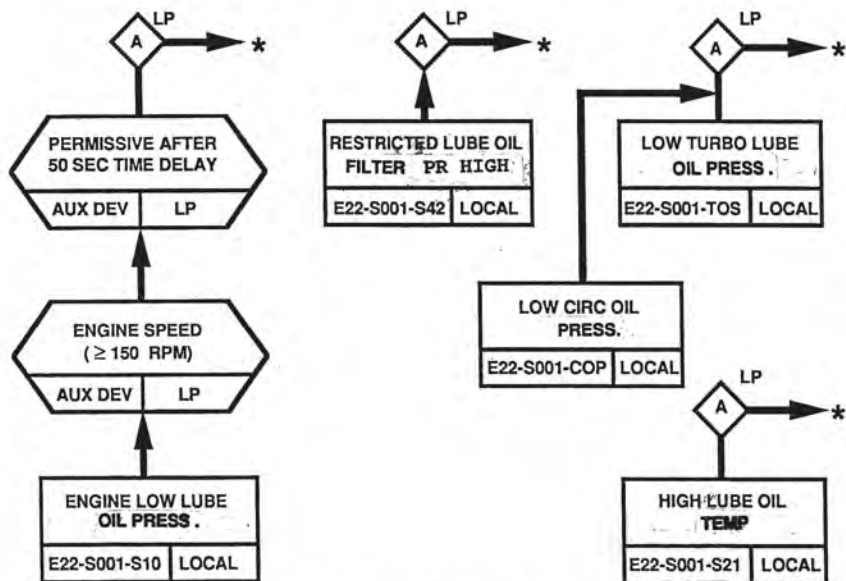 LP
A
*
PERMISSIVE AFTER
50 SEC TIME DELAY
AUX DEV LP
ENGINE SPEED
( ≥ 150 RPM)
AUX DEV LP
ENGINE LOW LUBE
OIL PRESS .
E22-S001-S10 LOCAL
LP
A
*
RESTRICTED LUBE OIL
FILTER PR HIGH
E22-S001-S42 LOCAL
LP
A
*
LOW TURBO LUBE
OIL PRESS .
E22-S001-TOS LOCAL
LOW CIRC OIL
PRESS.
E22-S001-COP LOCAL
LP
A
*
HIGH LUBE OIL
TEMP
E22-S001-S21 LOCAL